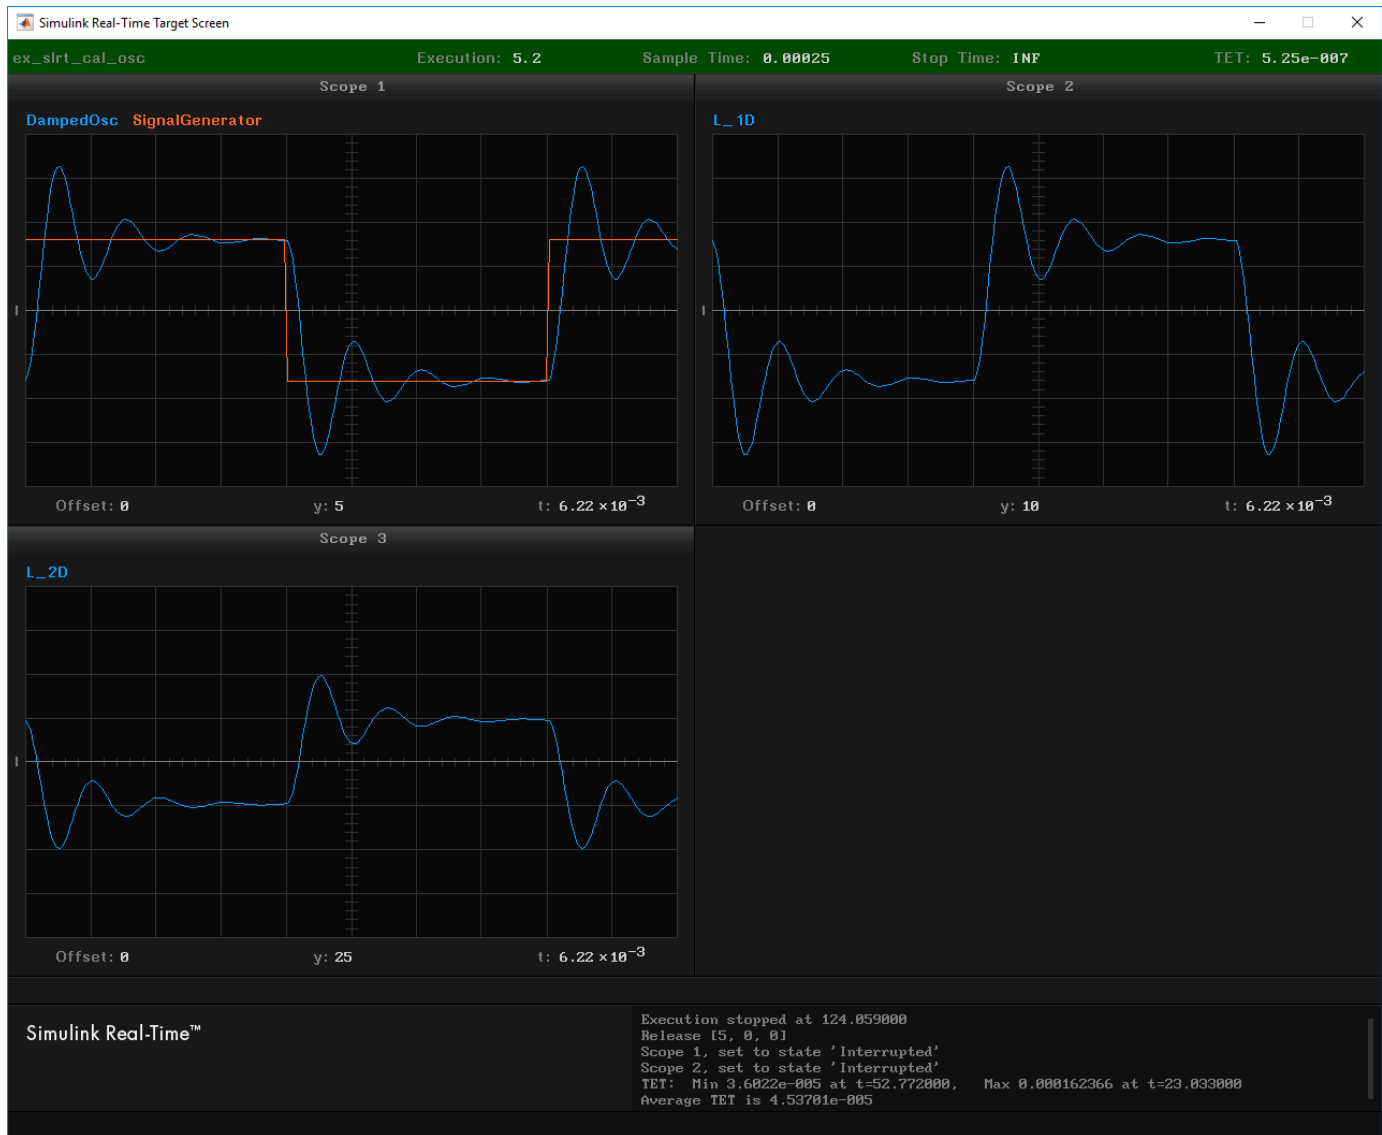 Simulink Real-Time Target Screen
ex_slrt_cal_osc Execution: 5.2 Sample Time: 0.00025 Stop Time: INF TET: 5.25e-007
Scope 1
DampedOsc SignalGenerator
Offset: 0 y: 5 t: 6.22 ×10⁻³
Scope 2
L_1D
Offset: 0 y: 10 t: 6.22 ×10⁻³
Scope 3
L_2D
Offset: 0 y: 25 t: 6.22 ×10⁻³
Simulink Real-Time™
Execution stopped at 124.059000
Release [5, 0, 0]
Scope 1, set to state 'Interrupted'
Scope 2, set to state 'Interrupted'
TET: Min 3.6022e-005 at t=52.772000, Max 0.000162366 at t=23.033000
Average TET is 4.53701e-005